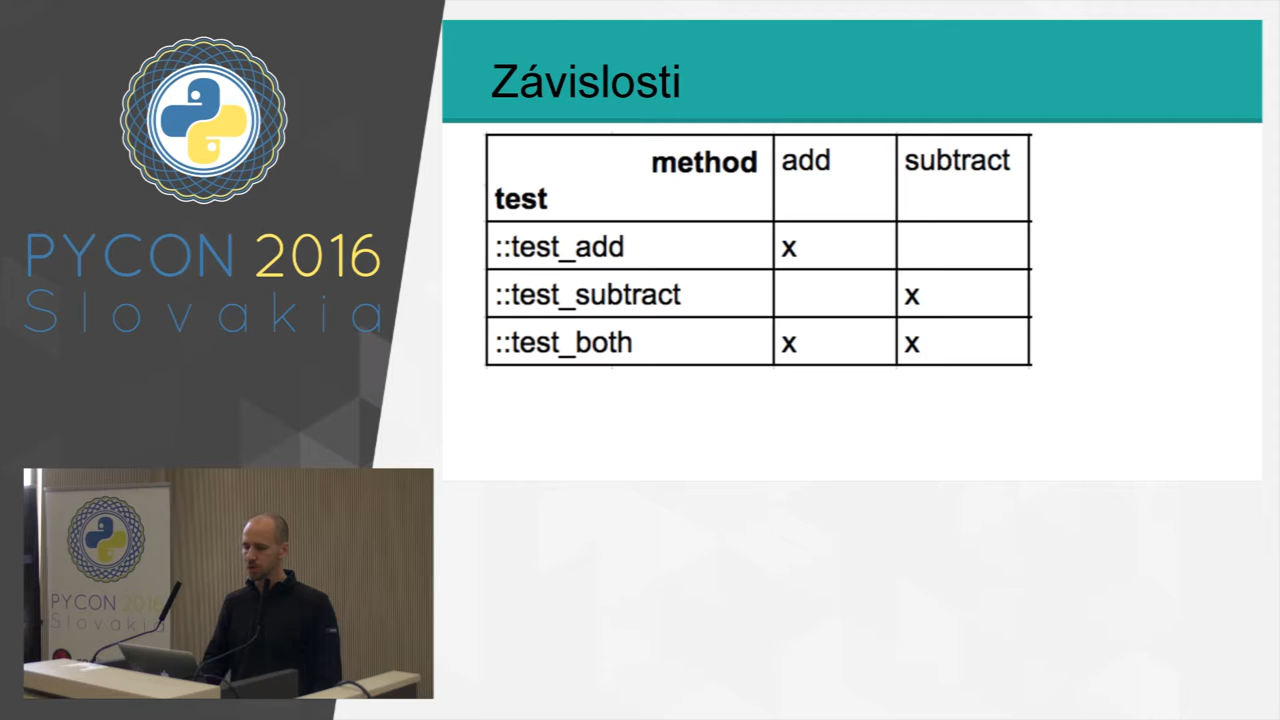 PYCON 2016
Slovakia
Závislosti
method add subtract
test
::test_add x
::test_subtract x
::test_both x x
PYCON 2016
Slovakia